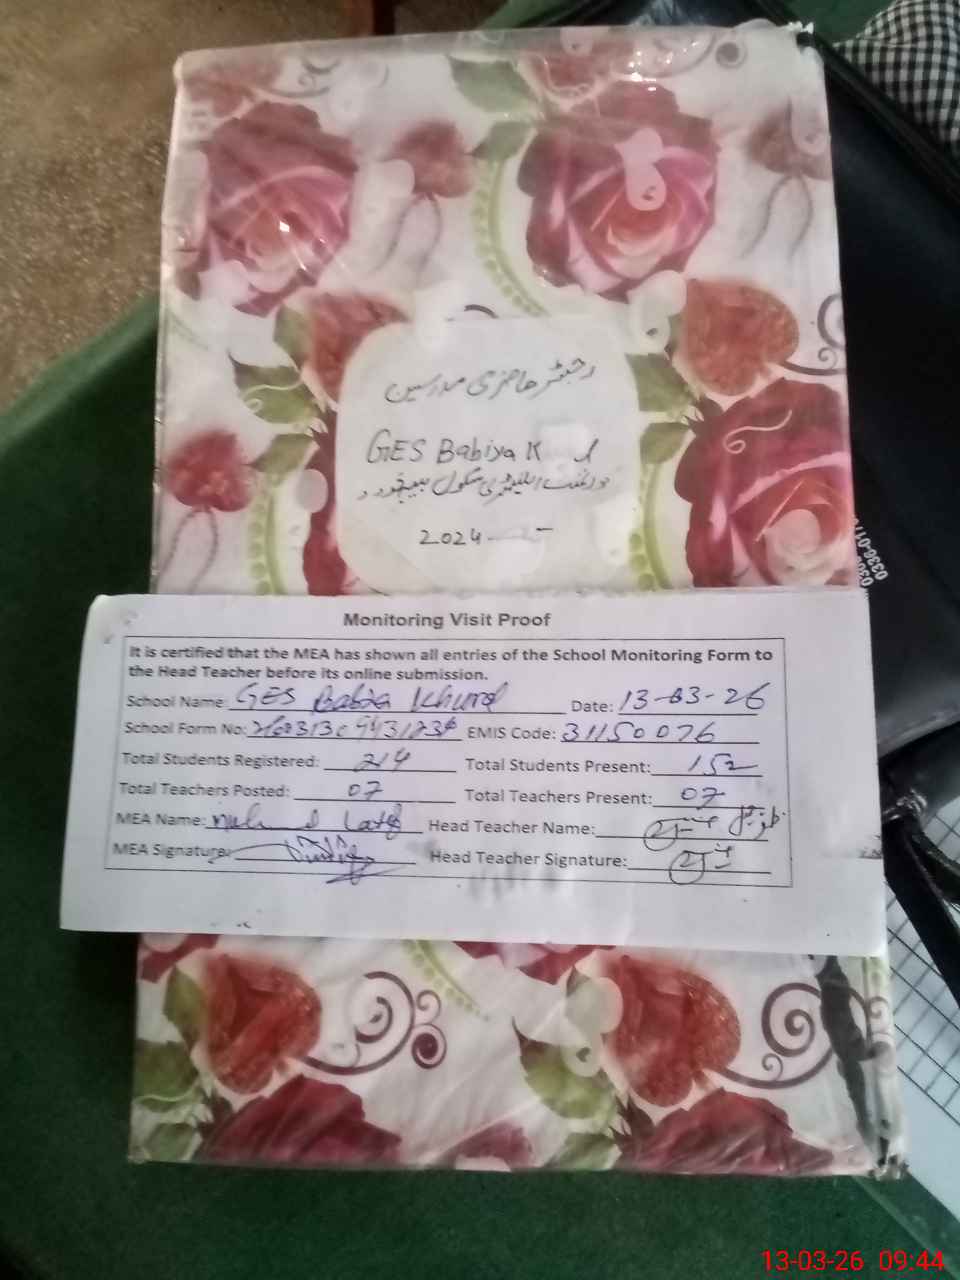 رجسٹر حاضری مدرسین
GES Babiya K
سکول
2024
Monitoring Visit Proof
It is certified that the MEA has shown all entries of the School Monitoring Form to
the Head Teacher before its online submission.
School Name: GES Babia Khurd Date: 13-03-26
School Form No: EMIS Code: 31150076
Total Students Registered: 214 Total Students Present: 152
Total Teachers Posted: 07 Total Teachers Present: 07
MEA Name: Head Teacher Name:
MEA Signature: Head Teacher Signature:
13-03-26 09:44